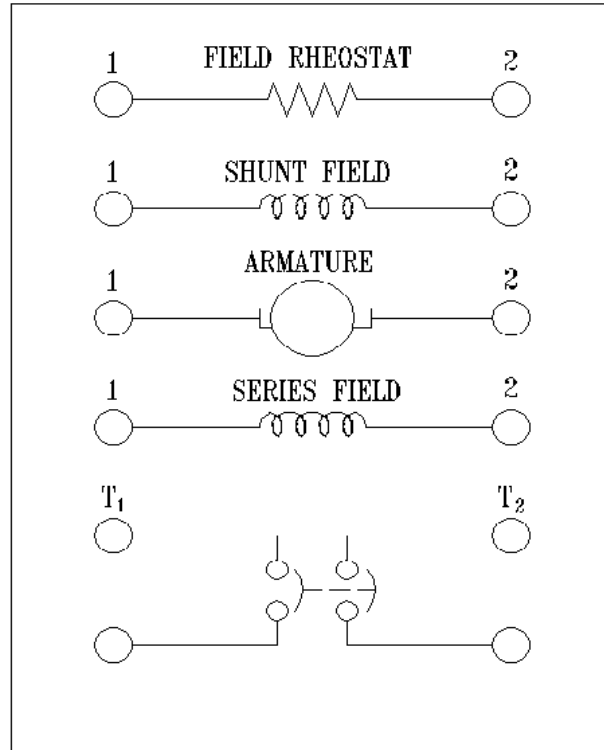 FIELD RHEOSTAT
1 2
SHUNT FIELD
1 2
ARMATURE
1 2
SERIES FIELD
1 2
T₁ T₂